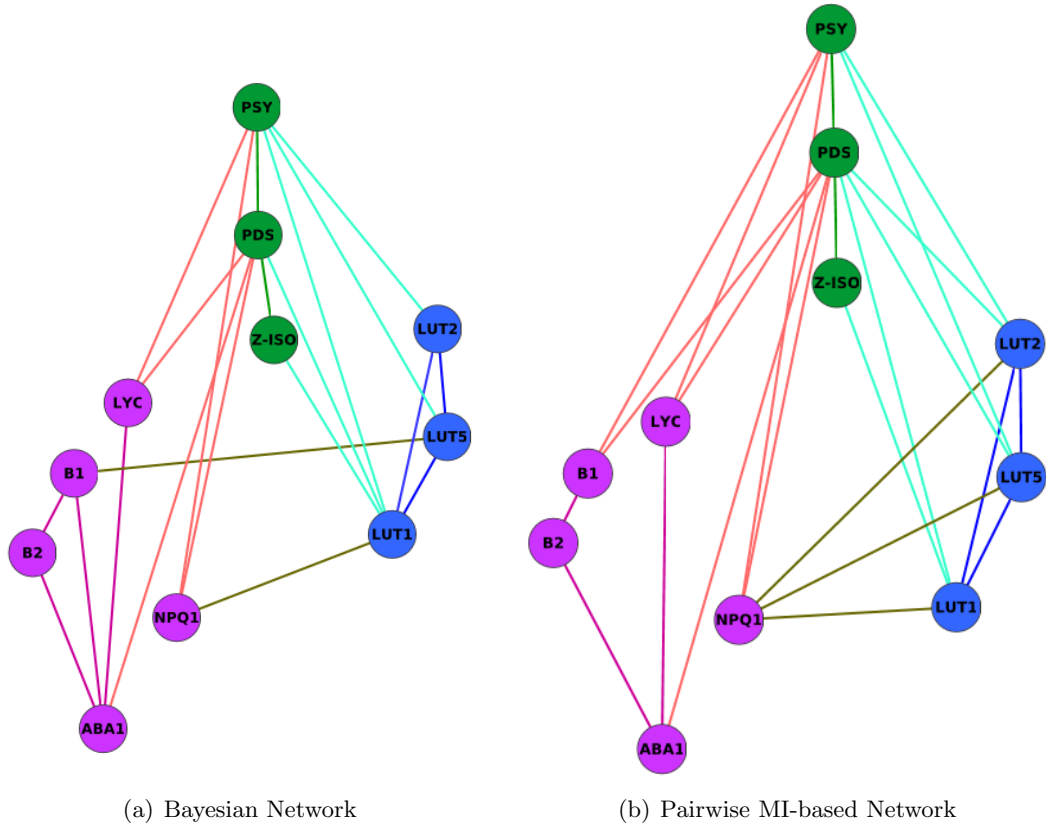 PSY
PDS
Z-ISO
LUT2
LYC
LUT5
B1
LUT1
B2
NPQ1
ABA1
(a) Bayesian Network
PSY
PDS
Z-ISO
LUT2
LYC
B1
LUT5
B2
LUT1
NPQ1
ABA1
(b) Pairwise MI-based Network